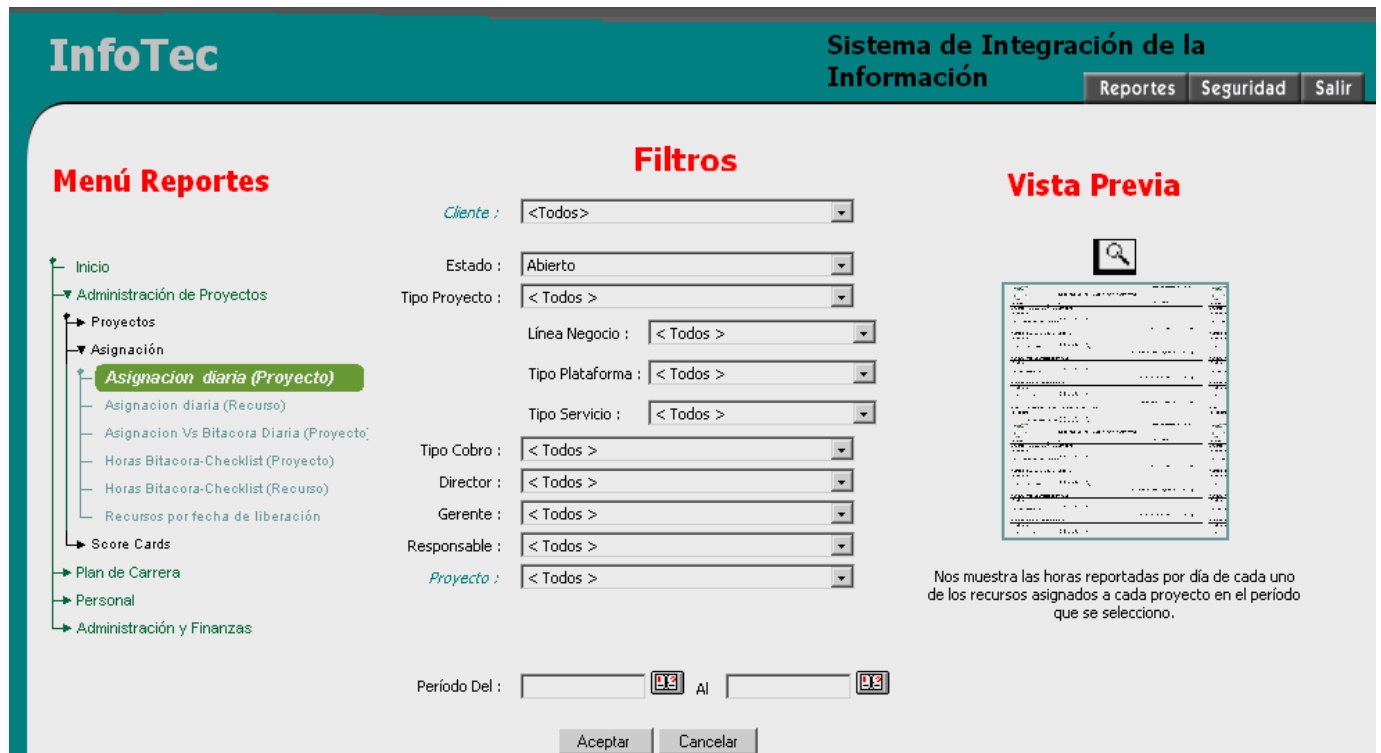 InfoTec
Sistema de Integración de la
Información
Reportes
Seguridad
Salir
Menú Reportes
Inicio
Administración de Proyectos
Proyectos
Asignación
Asignacion diaria (Proyecto)
Asignacion diaria (Recurso)
Asignacion Vs Bitacora Diaria (Proyecto)
Horas Bitacora-Checklist (Proyecto)
Horas Bitacora-Checklist (Recurso)
Recursos por fecha de liberación
Score Cards
Plan de Carrera
Personal
Administración y Finanzas
Filtros
Cliente : <Todos>
Estado : Abierto
Tipo Proyecto : < Todos >
Línea Negocio : < Todos >
Tipo Plataforma : < Todos >
Tipo Servicio : < Todos >
Tipo Cobro : < Todos >
Director : < Todos >
Gerente : < Todos >
Responsable : < Todos >
Proyecto : < Todos >
Período Del : Al
Aceptar Cancelar
Vista Previa
Nos muestra las horas reportadas por día de cada uno
de los recursos asignados a cada proyecto en el período
que se selecciono.